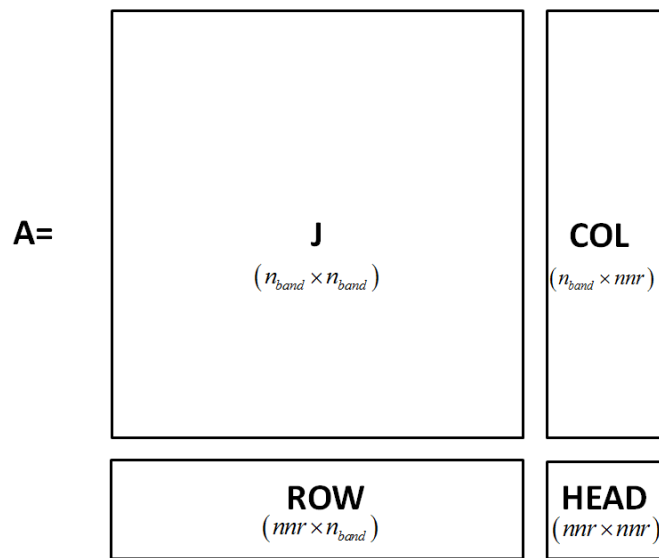 A=
J
(n_band × n_band)
COL
(n_band × nnr)
ROW
(nnr × n_band)
HEAD
(nnr × nnr)